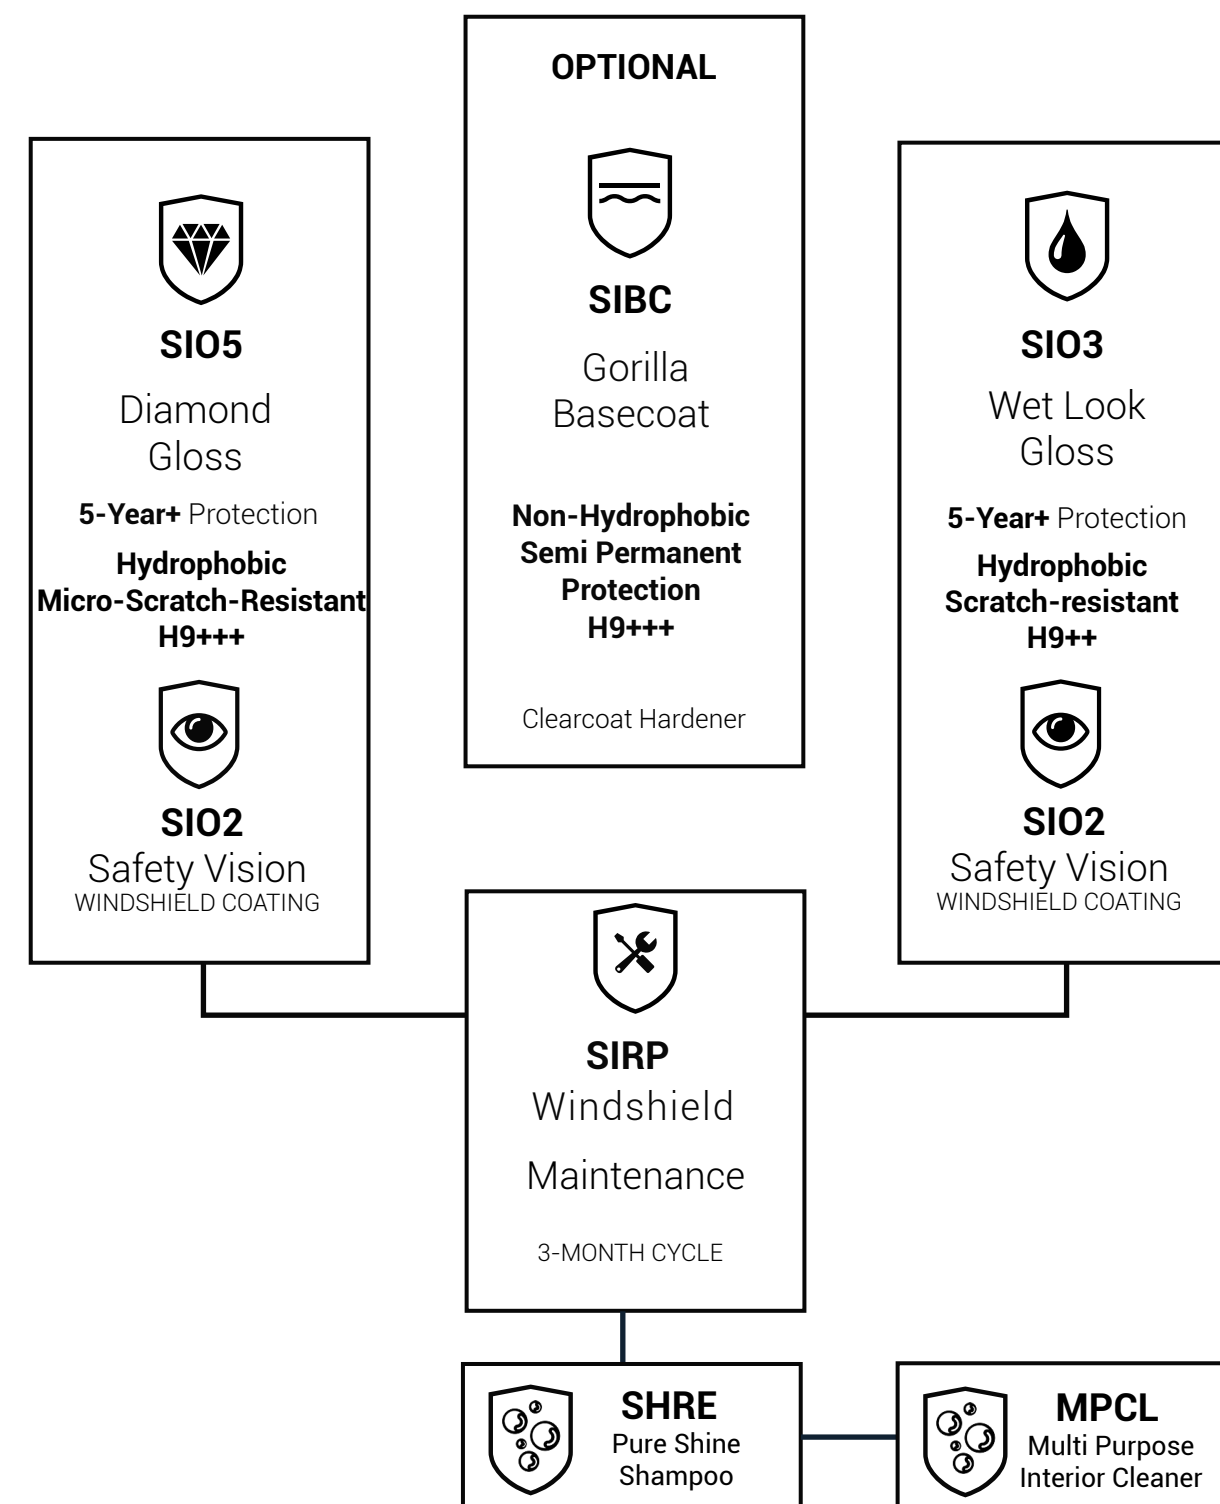 OPTIONAL
SIBC
Gorilla
Basecoat
Non-Hydrophobic
Semi Permanent
Protection
H9+++
Clearcoat Hardener
SIO5
Diamond
Gloss
5-Year+ Protection
Hydrophobic
Micro-Scratch-Resistant
H9+++
SIO2
Safety Vision
WINDSHIELD COATING
SIO3
Wet Look
Gloss
5-Year+ Protection
Hydrophobic
Scratch-resistant
H9++
SIO2
Safety Vision
WINDSHIELD COATING
SIRP
Windshield
Maintenance
3-MONTH CYCLE
SHRE
Pure Shine
Shampoo
MPCL
Multi Purpose
Interior Cleaner